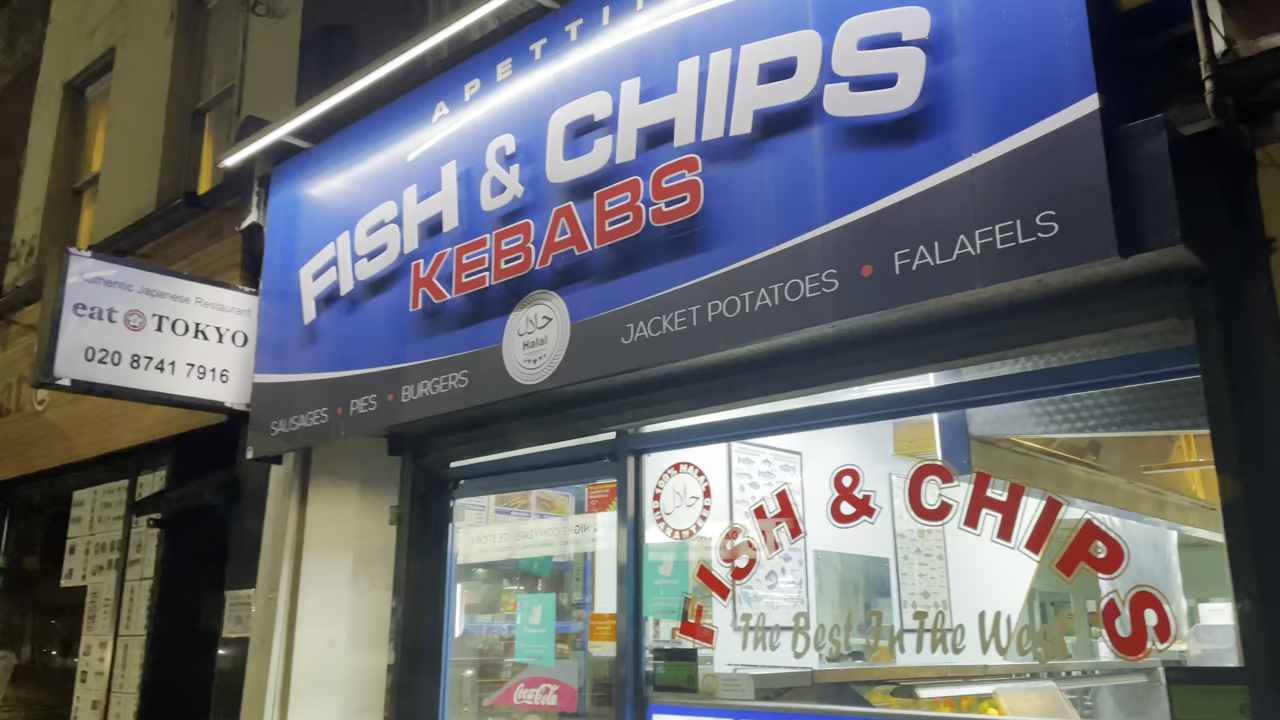 FISH & CHIPS
KEBABS
حلال
Halal
SAUSAGES • PIES • BURGERS
JACKET POTATOES • FALAFELS
Authentic Japanese Restaurant
eat TOKYO
020 8741 7916
100% HALAL
حلال
FISH & CHIPS
The Best In The West
Coca-Cola